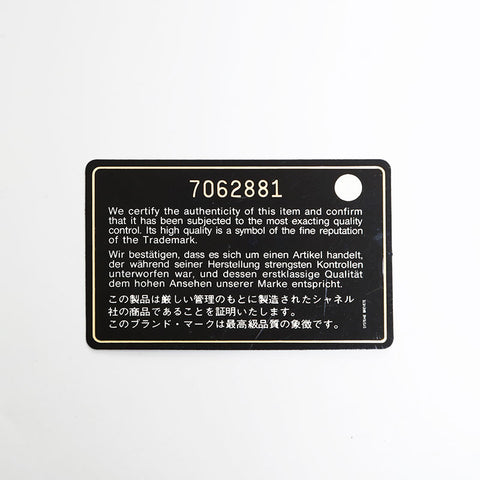 7062881
We certify the authenticity of this item and confirm
that it has been subjected to the most exacting quality
control. Its high quality is a symbol of the fine reputation
of the Trademark.
Wir bestätigen, dass es sich um einen Artikel handelt,
der während seiner Herstellung strengsten Kontrollen
unterworfen war, und dessen erstklassige Qualität
dem hohen Ansehen unserer Marke entspricht.
この製品は厳しい管理のもとに製造されたシャネル
社の商品であることを証明いたします。
このブランド・マークは最高級品質の象徴です。